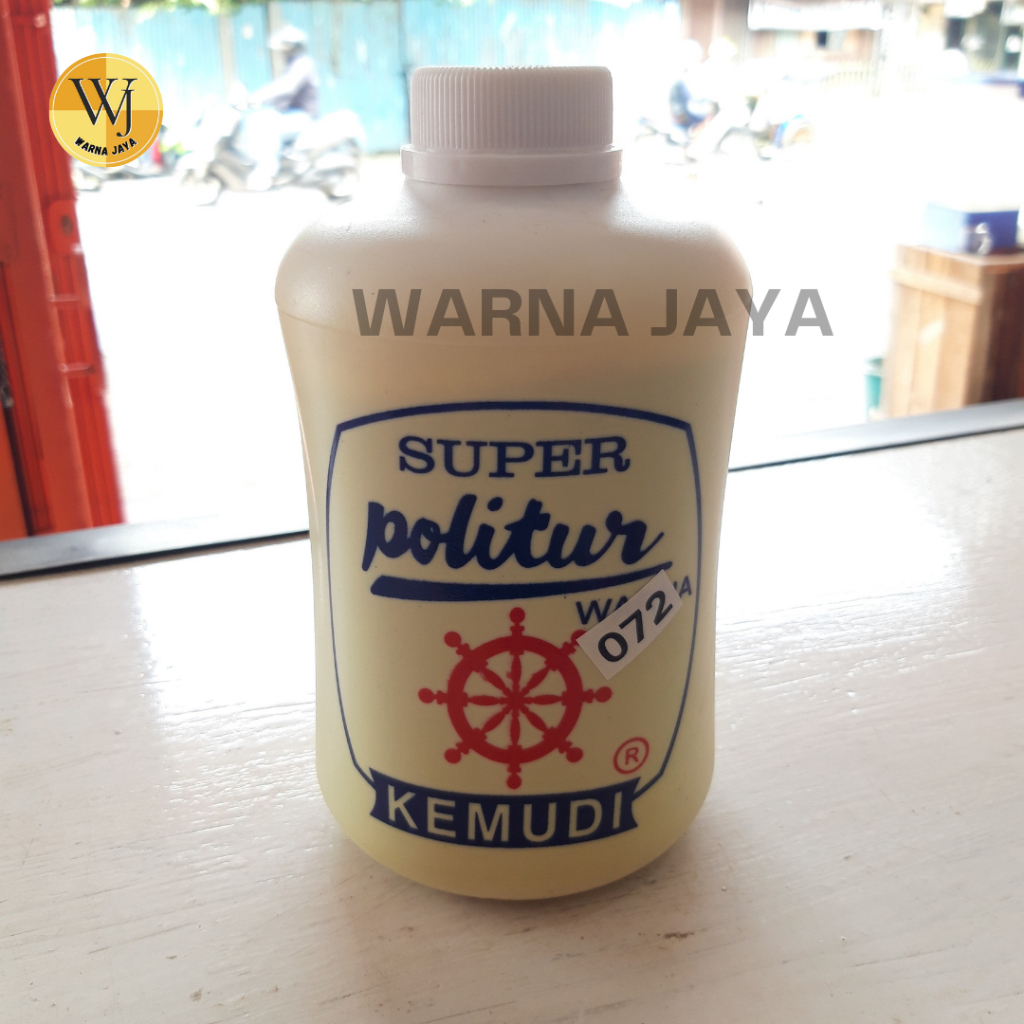 WJ
WARNA JAYA
WARNA JAYA
SUPER
politur
072
®
KEMUDI